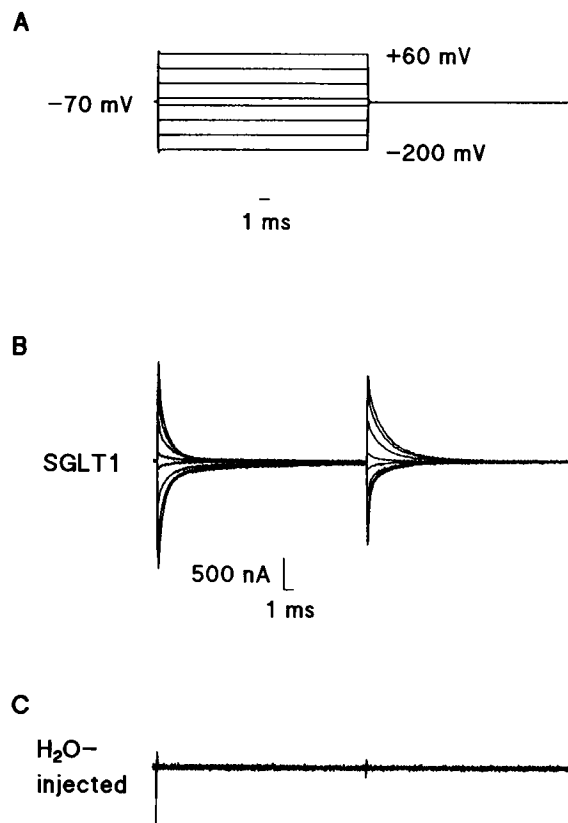 A
+60 mV
−70 mV
−200 mV
1 ms
B
SGLT1
500 nA
1 ms
C
H₂O−
injected